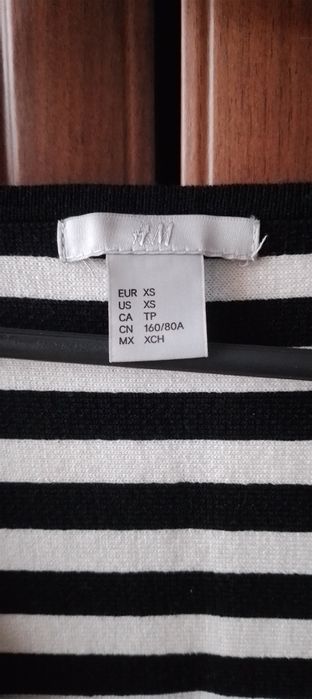 H&M
EUR XS
US XS
CA TP
CN 160/80A
MX XCH